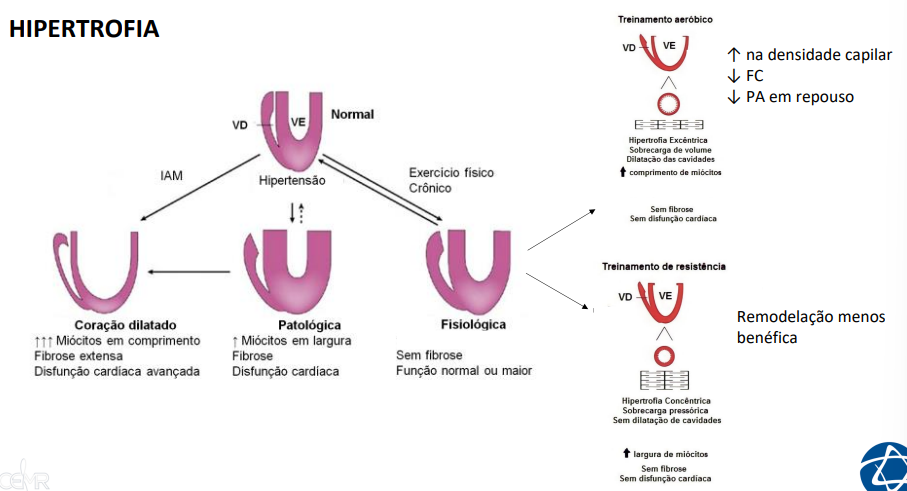 HIPERTROFIA
VD
VE
Normal
Hipertensão
IAM
Exercício físico
Crônico
Coração dilatado
↑↑↑ Miócitos em comprimento
Fibrose extensa
Disfunção cardíaca avançada
Patológica
↑ Miócitos em largura
Fibrose
Disfunção cardíaca
Fisiológica
Sem fibrose
Função normal ou maior
Treinamento aeróbico
VD
VE
Hipertrofia Excêntrica
Sobrecarga de volume
Dilatação das cavidades
↑ comprimento de miócitos
Sem fibrose
Sem disfunção cardíaca
↑ na densidade capilar
↓ FC
↓ PA em repouso
Treinamento de resistência
VD
VE
Hipertrofia Concêntrica
Sobrecarga pressórica
Sem dilatação de cavidades
↑ largura de miócitos
Sem fibrose
Sem disfunção cardíaca
Remodelação menos
benéfica